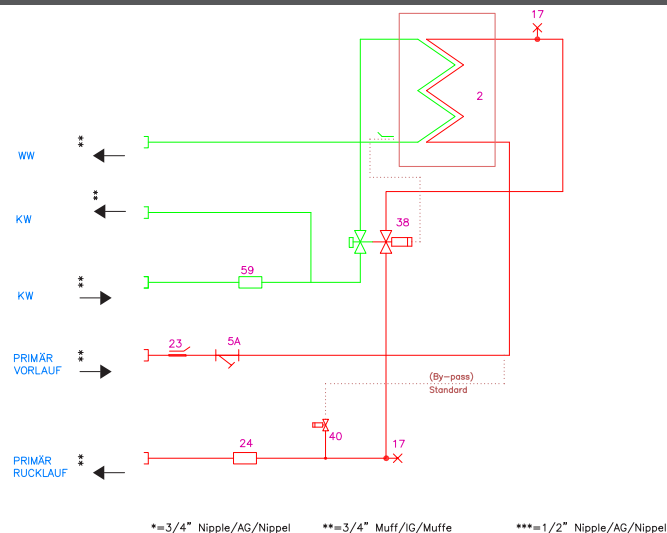 17
2
**
WW
**
KW
38
59
**
KW
23
5A
**
PRIMÄR
VORLAUF
(By-pass)
Standard
40
24
17
**
PRIMÄR
RUCKLAUF
*=3/4" Nipple/AG/Nippel **=3/4" Muff/IG/Muffe ***=1/2" Nipple/AG/Nippel